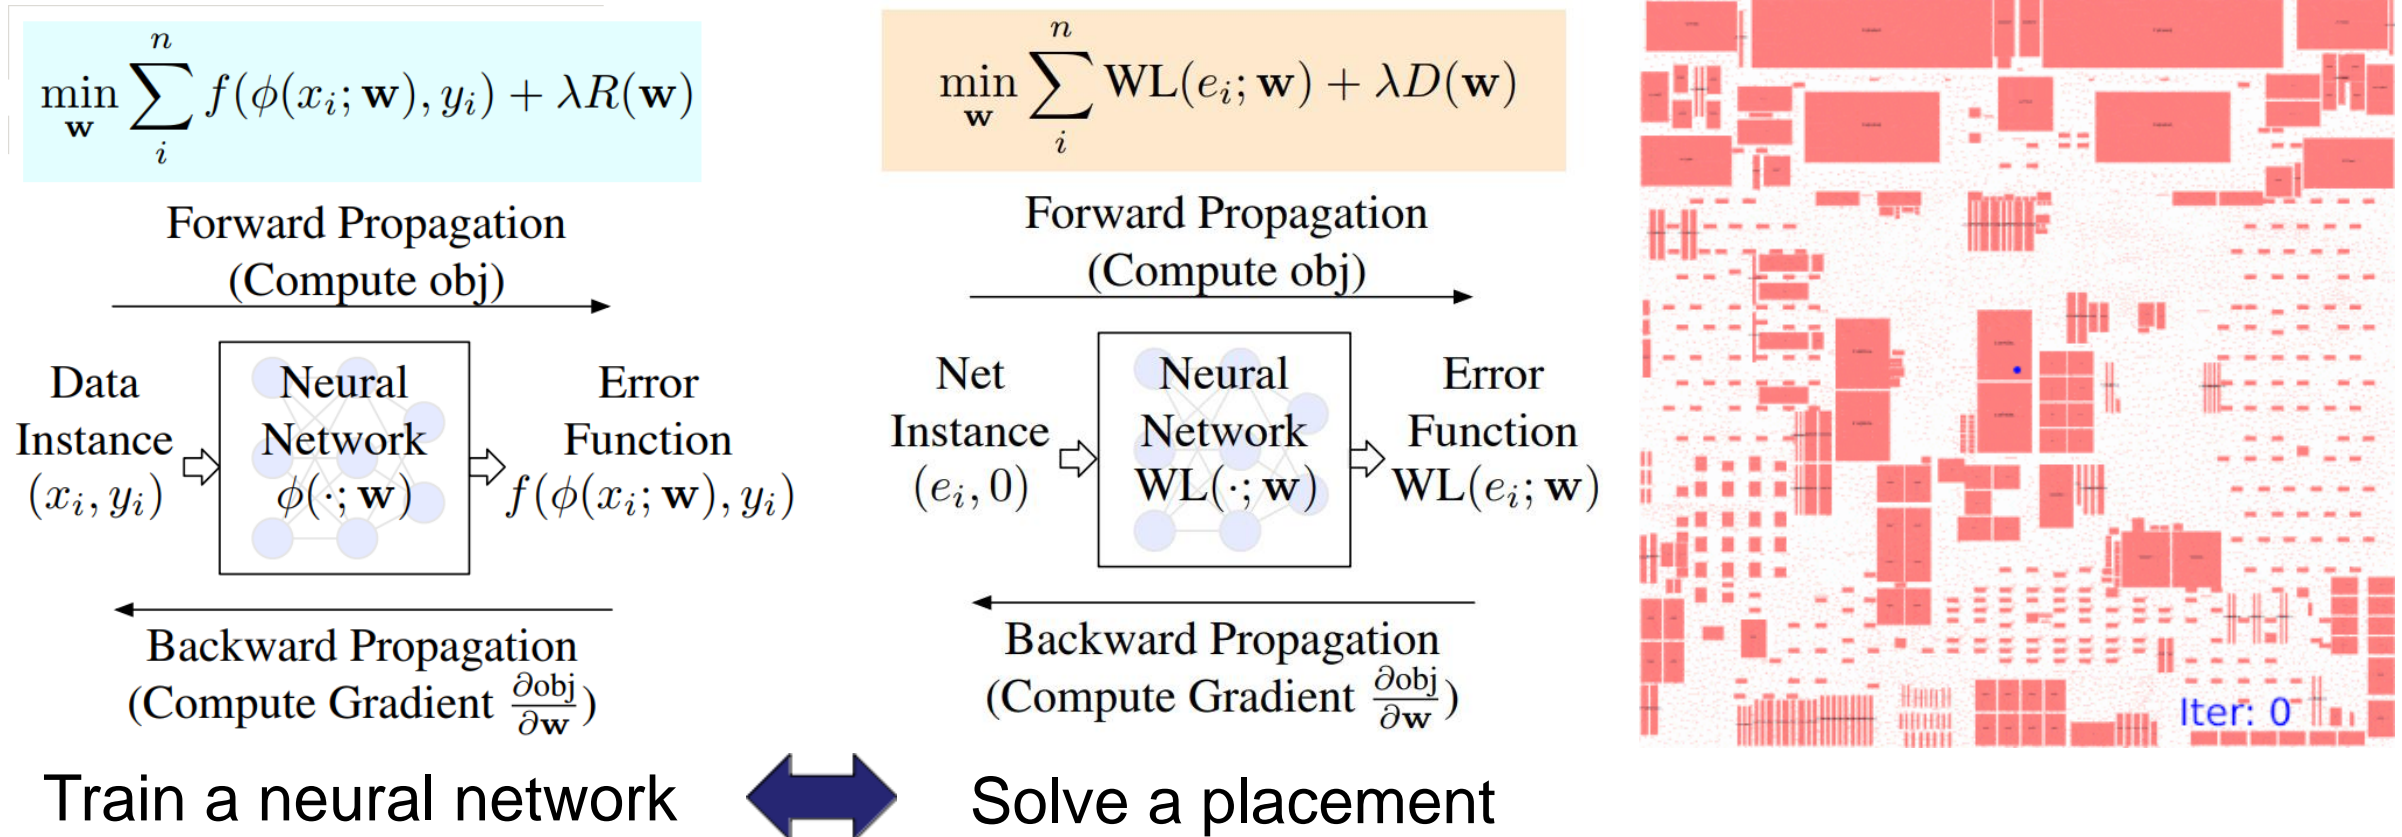 min_w ∑_i^n f(ϕ(x_i; w), y_i) + λR(w)
Forward Propagation
(Compute obj)
Data
Instance
(x_i, y_i)
Neural
Network
ϕ(·; w)
Error
Function
f(ϕ(x_i; w), y_i)
Backward Propagation
(Compute Gradient ∂obj/∂w)
Train a neural network
min_w ∑_i^n WL(e_i; w) + λD(w)
Forward Propagation
(Compute obj)
Net
Instance
(e_i, 0)
Neural
Network
WL(·; w)
Error
Function
WL(e_i; w)
Backward Propagation
(Compute Gradient ∂obj/∂w)
Solve a placement
Iter: 0